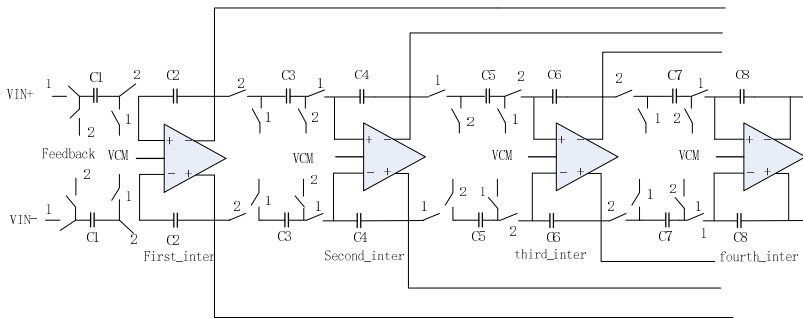 C1 2 C2 2 C3 1 C4 1 C5 2 C6 2 C7 1 C8
VIN+ 1
2 1 1 2 2 1 1 2
+ − + − + − + −
Feedback VCM VCM VCM VCM
− + − + − + − +
2 1 1 2 2 1 1 2
VIN- 1 C1 2 C2 2 C3 1 C4 1 C5 2 C6 2 C7 1 C8
First_inter Second_inter third_inter fourth_inter